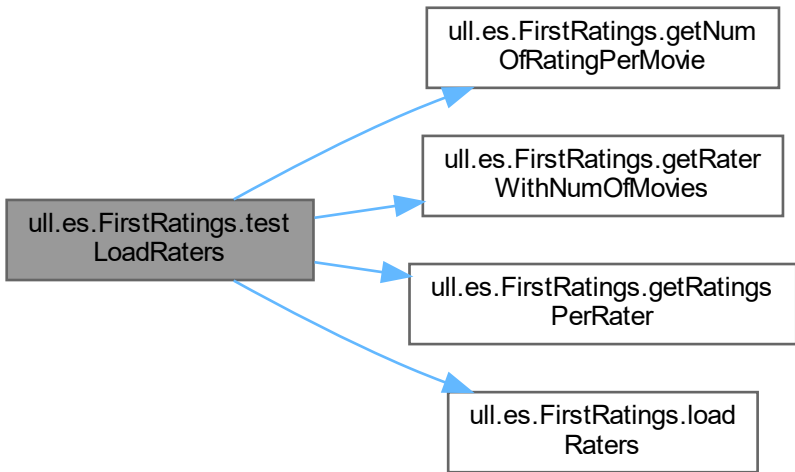 ull.es.FirstRatings.getNum
OfRatingPerMovie
ull.es.FirstRatings.getRater
WithNumOfMovies
ull.es.FirstRatings.test
LoadRaters
ull.es.FirstRatings.getRatings
PerRater
ull.es.FirstRatings.load
Raters